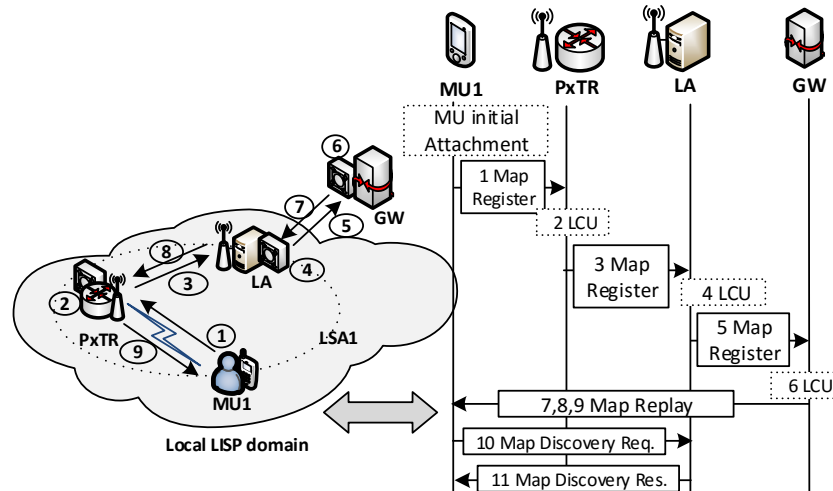 6
7
5
GW
8
3
LA
4
2
PxTR
9
1
LSA1
MU1
Local LISP domain
MU1
PxTR
LA
GW
MU initial
Attachment
1 Map
Register
2 LCU
3 Map
Register
4 LCU
5 Map
Register
6 LCU
7,8,9 Map Replay
10 Map Discovery Req.
11 Map Discovery Res.